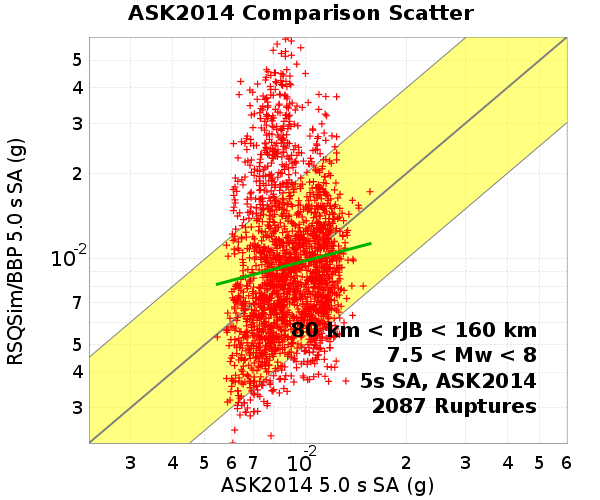 ASK2014 Comparison Scatter
RSQSim/BBP 5.0 s SA (g)
5
4
3
2
10-2
7
5
4
3
80 km < rJB < 160 km
7.5 < Mw < 8
5s SA, ASK2014
2087 Ruptures
3 4 5 6 7 10-2 2 3 4 5 6
ASK2014 5.0 s SA (g)